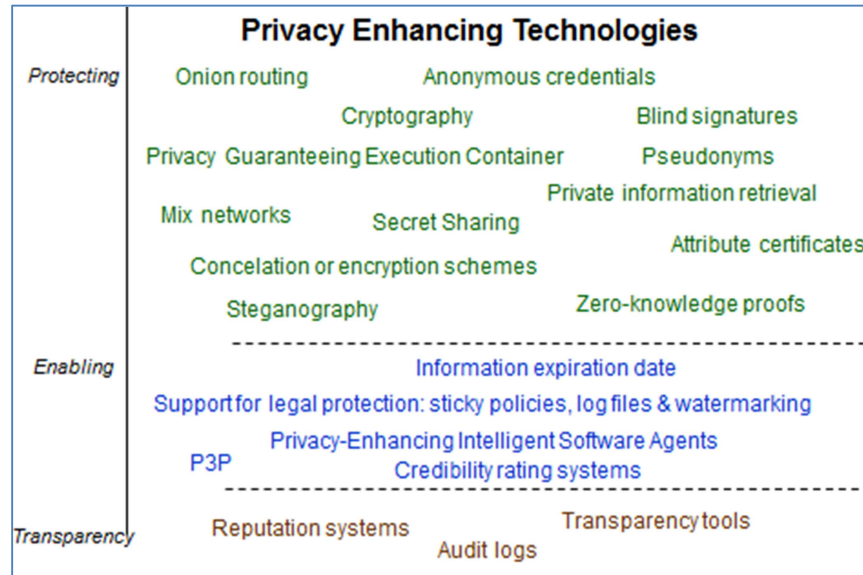 Privacy Enhancing Technologies
Protecting
Onion routing
Anonymous credentials
Cryptography
Blind signatures
Privacy Guaranteeing Execution Container
Pseudonyms
Private information retrieval
Mix networks
Secret Sharing
Attribute certificates
Concelation or encryption schemes
Steganography
Zero-knowledge proofs
Enabling
Information expiration date
Support for legal protection: sticky policies, log files & watermarking
Privacy-Enhancing Intelligent Software Agents
P3P
Credibility rating systems
Transparency
Reputation systems
Transparency tools
Audit logs